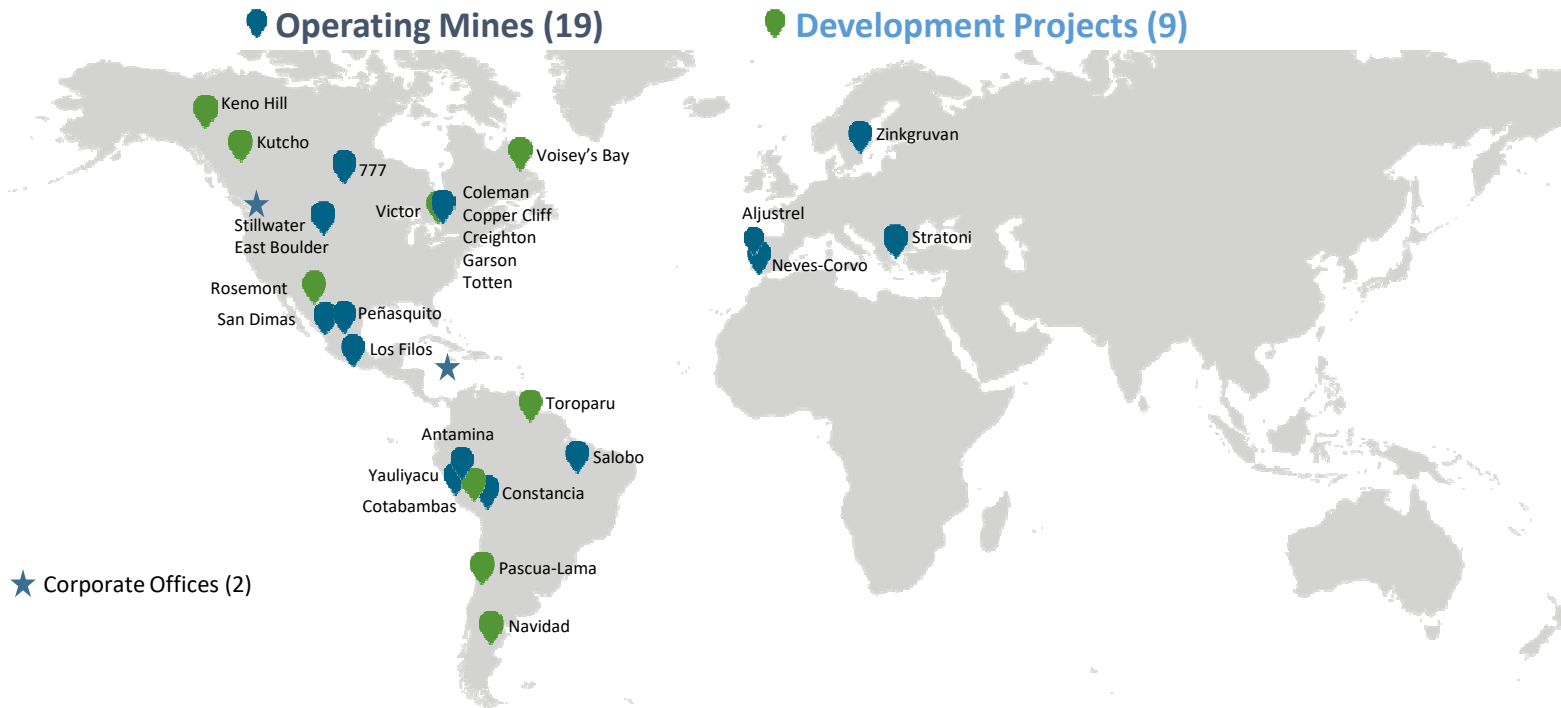 Operating Mines (19)
Development Projects (9)
Keno Hill
Kutcho
777
Voisey's Bay
Zinkgruvan
Stillwater
East Boulder
Victor
Coleman
Copper Cliff
Creighton
Garson
Totten
Aljustrel
Neves-Corvo
Stratoni
Rosemont
San Dimas
Peñasquito
Los Filos
Toroparu
Antamina
Salobo
Yauliyacu
Cotabambas
Constancia
Pascua-Lama
Corporate Offices (2)
Navidad